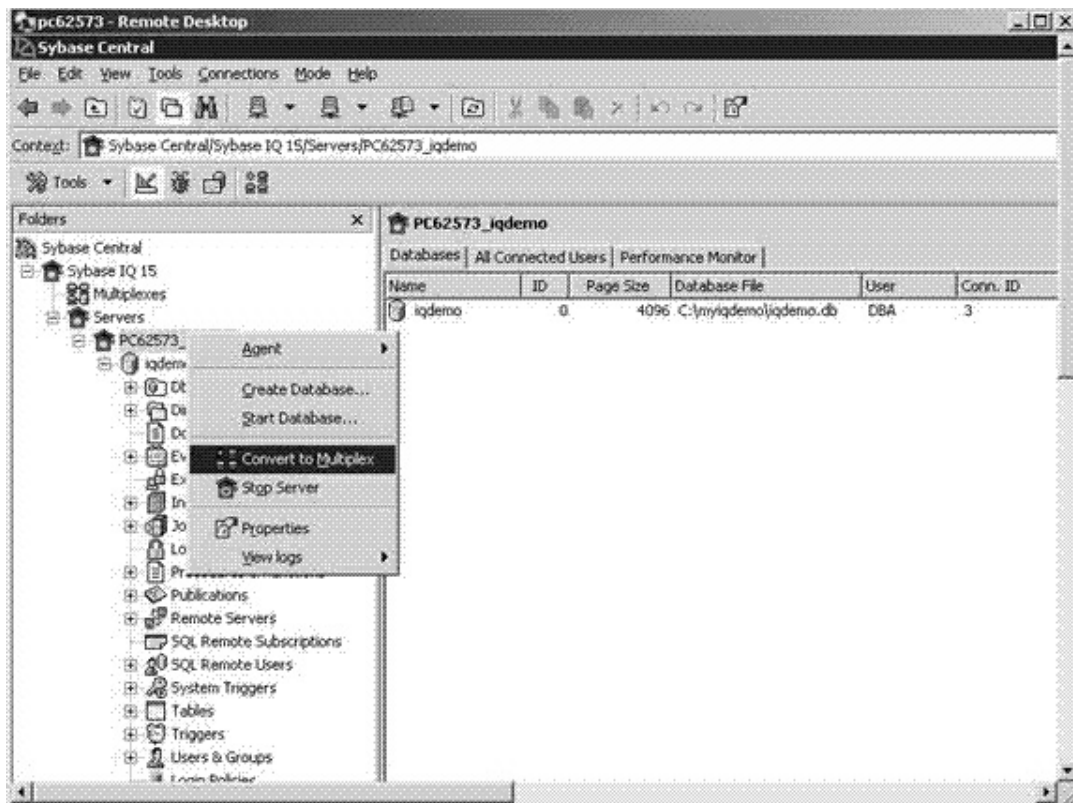 pc62573 - Remote Desktop
Sybase Central
File Edit View Tools Connections Mode Help
Context: Sybase Central/Sybase IQ 15/Servers/PC62573_iqdemo
Tools
Folders
Sybase Central
Sybase IQ 15
Multiplexes
Servers
PC62573_
iqdem
Agent
Create Database...
Start Database...
Convert to Multiplex
Stop Server
Properties
View logs
Publications
Remote Servers
SQL Remote Subscriptions
SQL Remote Users
System Triggers
Tables
Triggers
Users & Groups
Login Policies
PC62573_iqdemo
Databases All Connected Users Performance Monitor
Name ID Page Size Database File User Conn. ID
iqdemo 0 4096 C:\myiqdemo\iqdemo.db DBA 3